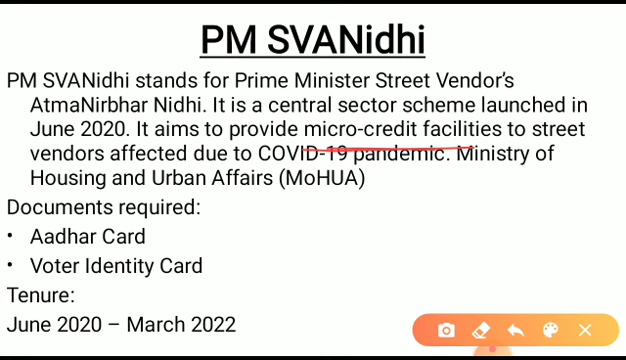 PM SVANidhi
PM SVANidhi stands for Prime Minister Street Vendor's
AtmaNirbhar Nidhi. It is a central sector scheme launched in
June 2020. It aims to provide micro-credit facilities to street
vendors affected due to COVID-19 pandemic. Ministry of
Housing and Urban Affairs (MoHUA)
Documents required:
• Aadhar Card
• Voter Identity Card
Tenure:
June 2020 – March 2022